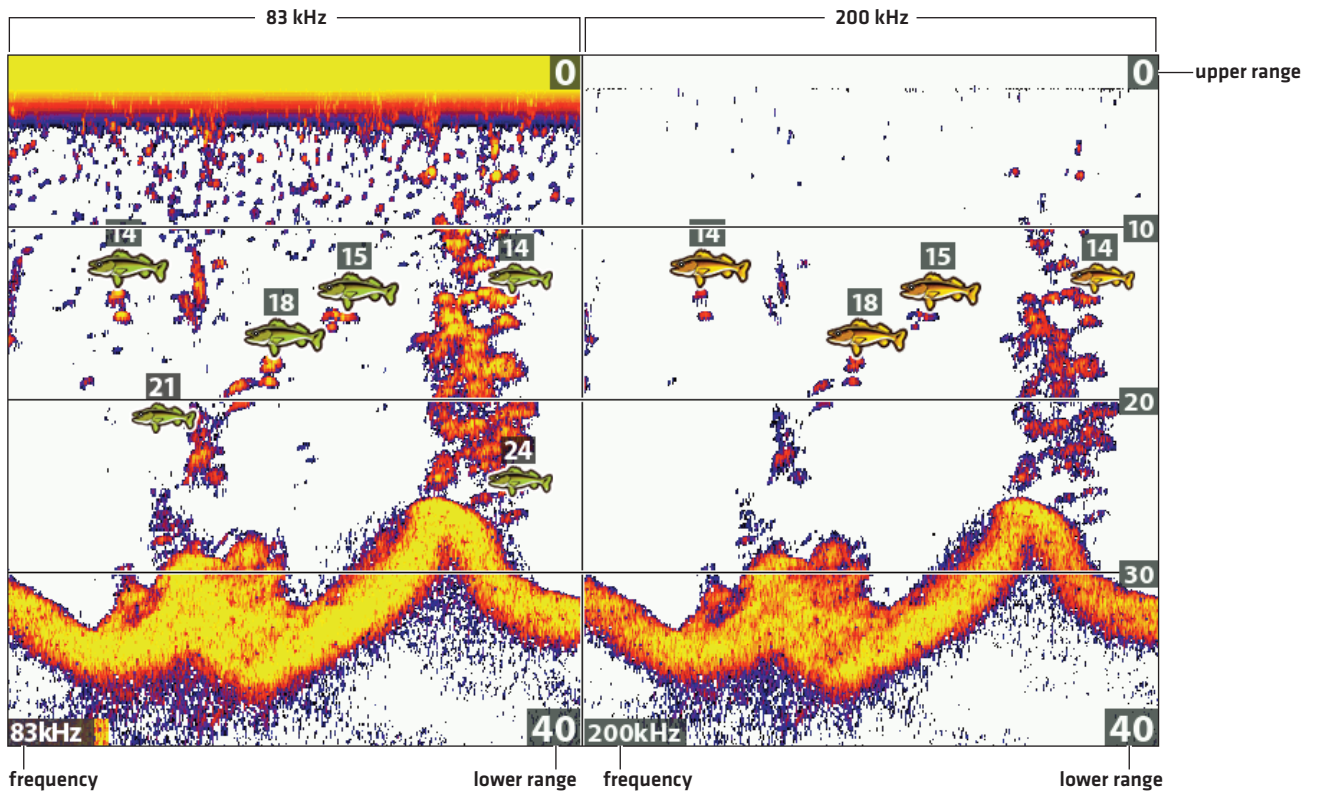 83 kHz 200 kHz
0 0 upper range
10
14 14
15 14 15 14
18 18
21
20
24
30
83kHz 40 200kHz 40
frequency lower range frequency lower range